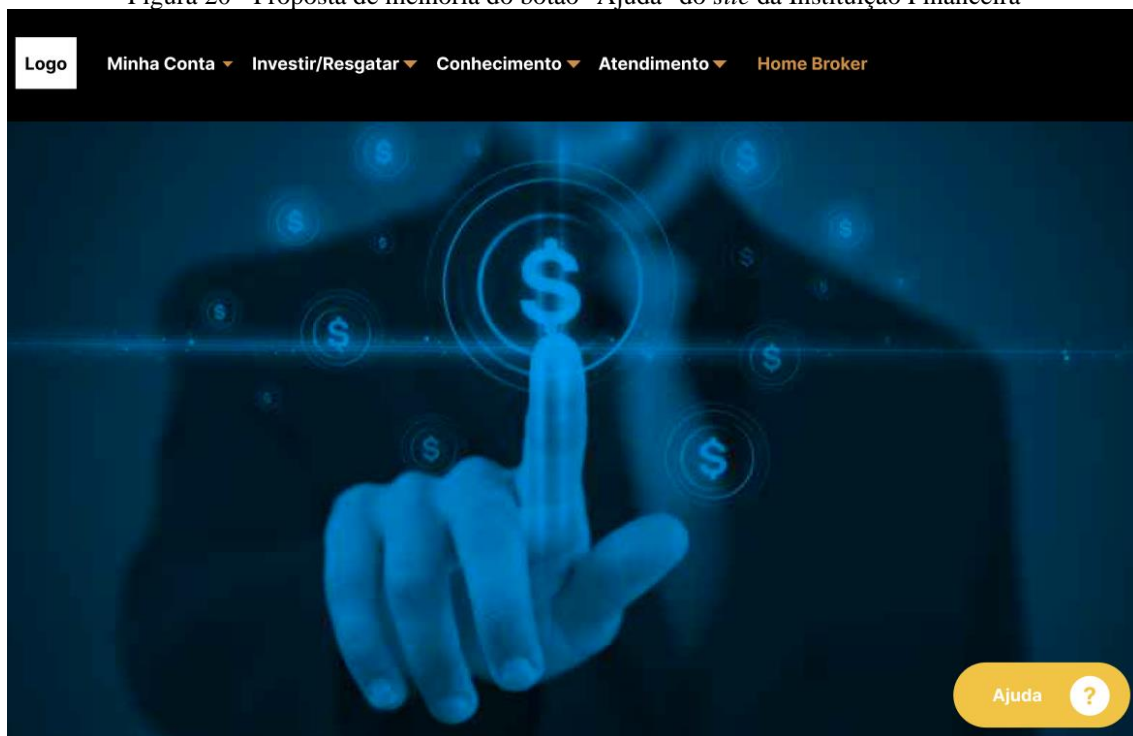 Figura - Proposta de do botão "Ajuda" do site da Instituição Financeira
Logo Minha Conta Investir/Resgatar Conhecimento Atendimento Home Broker
Ajuda ?